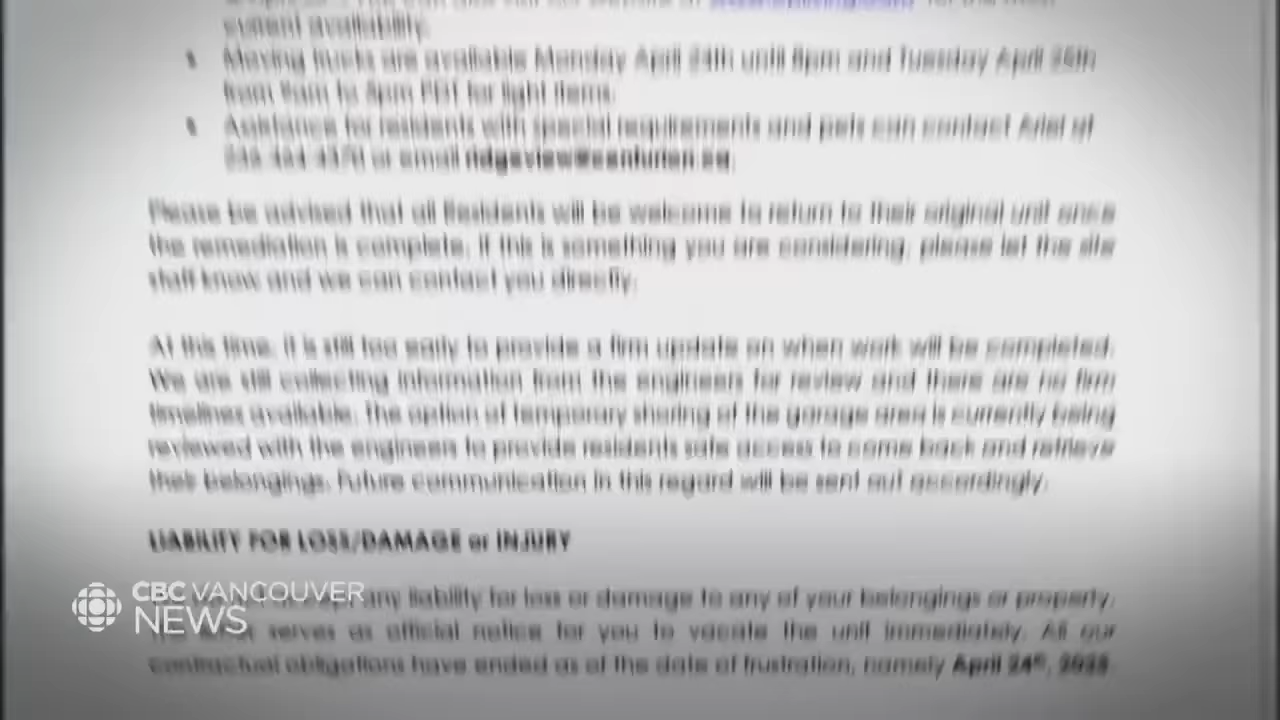 current availability.
Moving trucks are available Monday April 24th until 8pm and Tuesday April 25th
from 9am to 5pm PDT for light items.
Assistance for residents with special requirements and pets can contact Ariel at
or email ridgeview@centurion.ca.
Please be advised that all Residents will be welcome to return to their original unit once
the remediation is complete. If this is something you are considering, please let the site
staff know and we can contact you directly.
At this time, it is still too early to provide a firm update on when work will be completed.
We are still collecting information from the engineers for review and there are no firm
timelines available. The option of temporary shoring of the garage area is currently being
reviewed with the engineers to provide residents safe access to come back and retrieve
their belongings. Future communication in this regard will be sent out accordingly.
LIABILITY FOR LOSS/DAMAGE or INJURY
any liability for loss or damage to any of your belongings or property.
serves as official notice for you to vacate the unit immediately. All our
contractual obligations have ended as of the date of frustration, namely April 24th, 2023
CBC VANCOUVER
NEWS